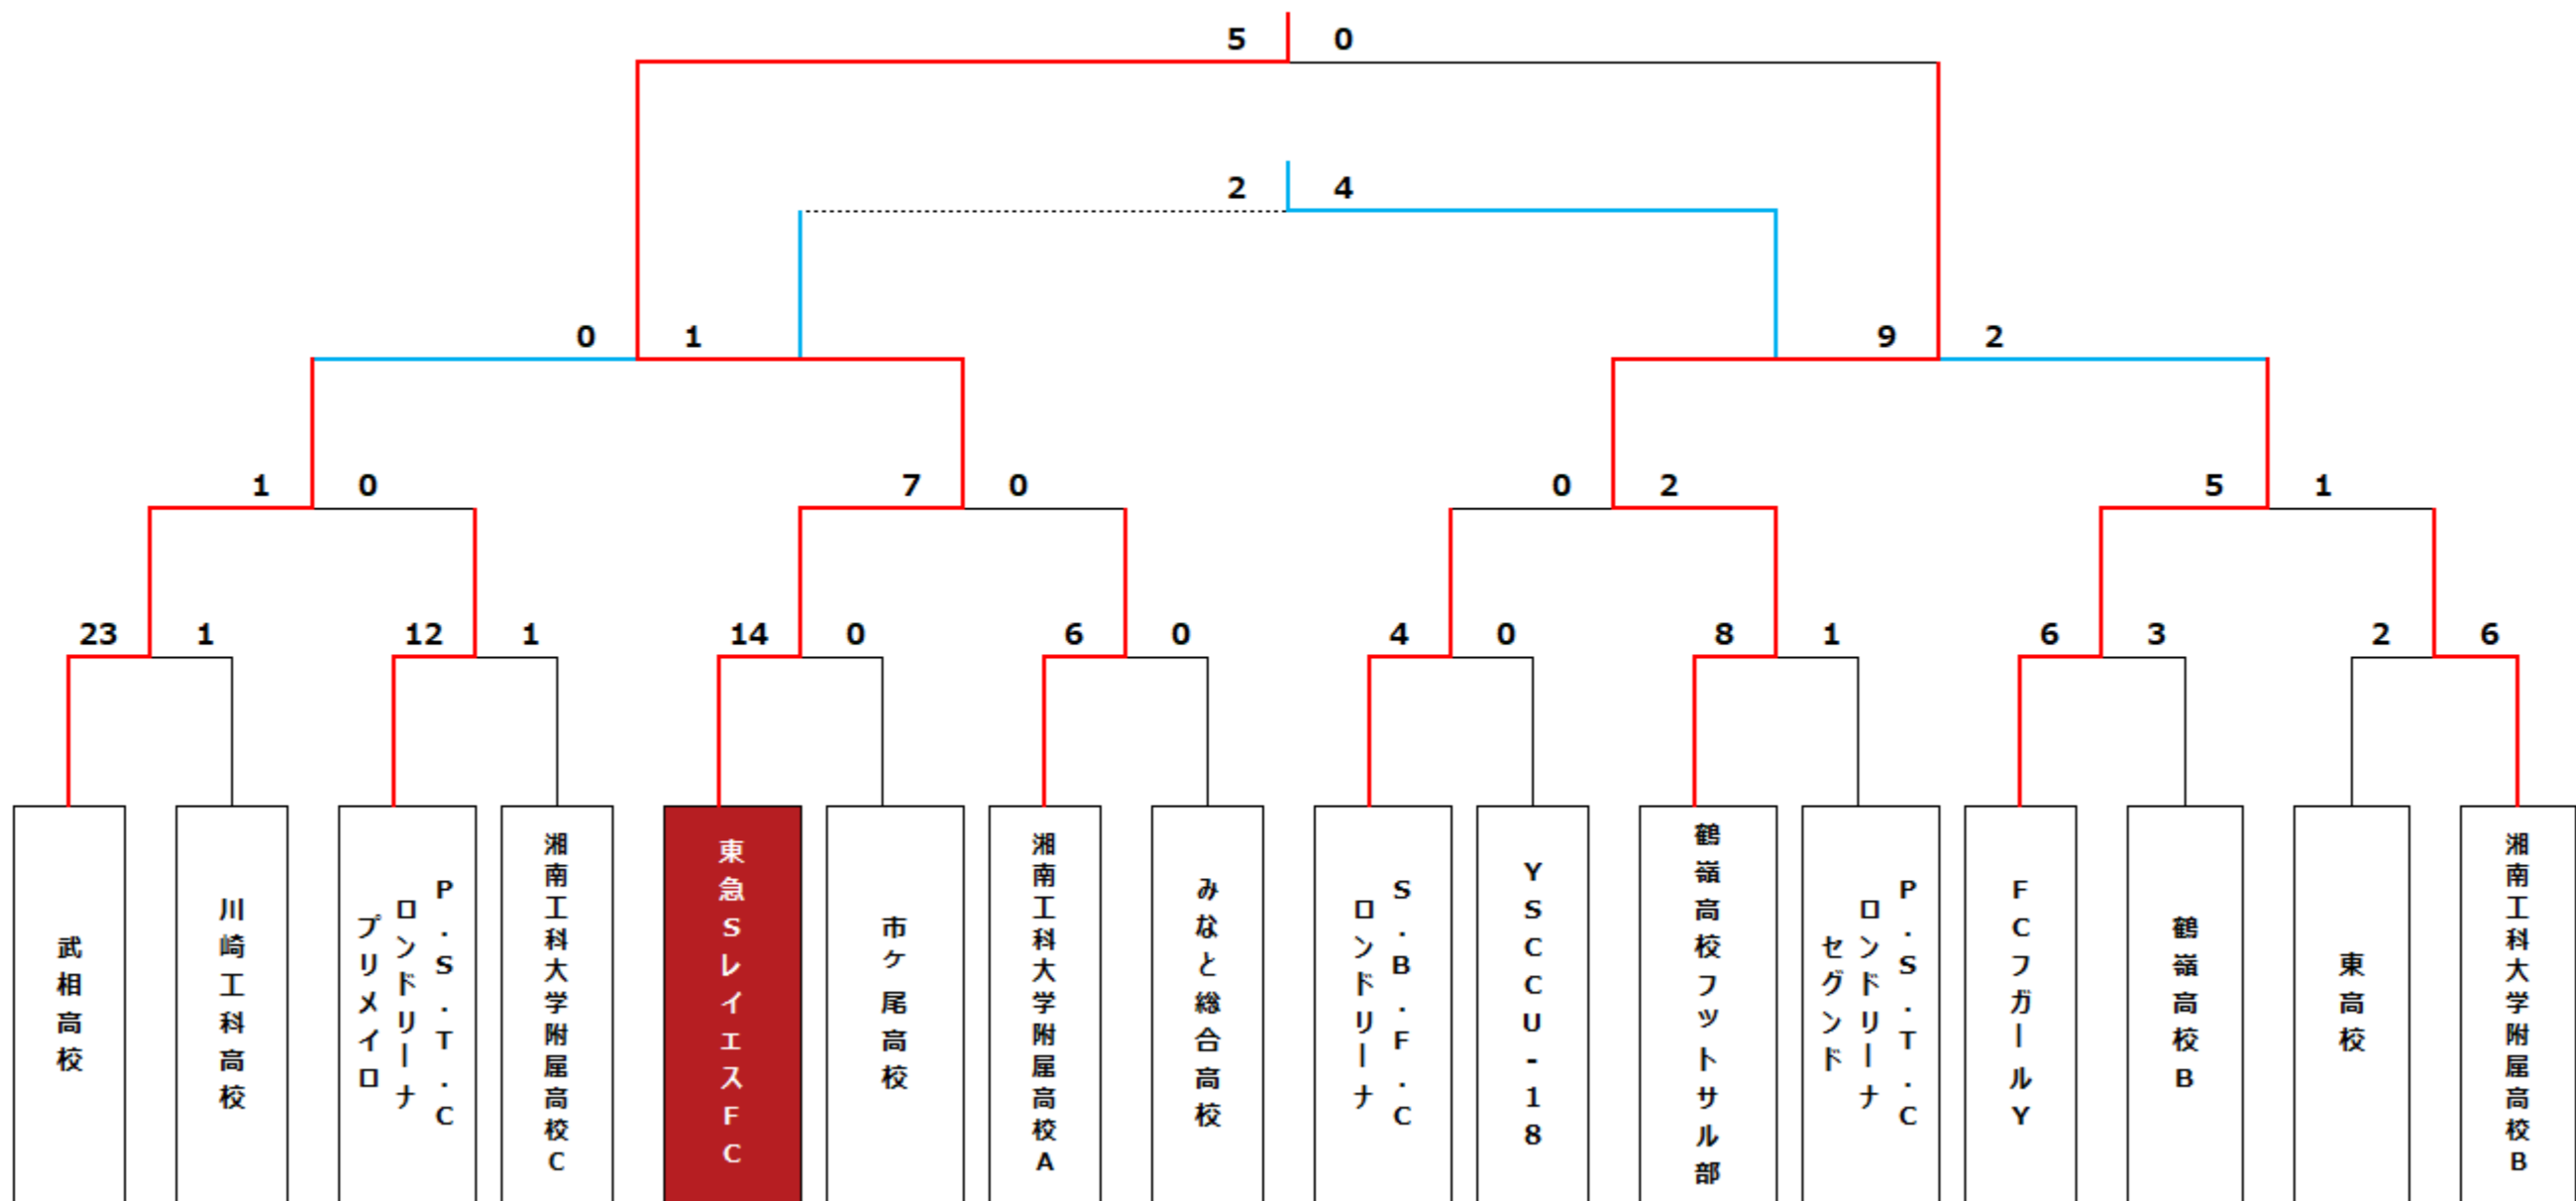 5 0
2 4
0 1 9 2
1 0 7 0 0 2 5 1
23 1 12 1 14 0 6 0 4 0 8 1 6 3 2 6
武相高校
川崎工科高校
P.S.T.C
ロンドリーナ
プリメイロ
湘南工科大学附属高校C
東急SレイエスFC
市ケ尾高校
湘南工科大学附属高校A
みなと総合高校
S.B.F.C
ロンドリーナ
YSCCU-18
鶴嶺高校フットサル部
P.S.T.C
ロンドリーナ
セグンド
FCフガールY
鶴嶺高校B
東高校
湘南工科大学附属高校B